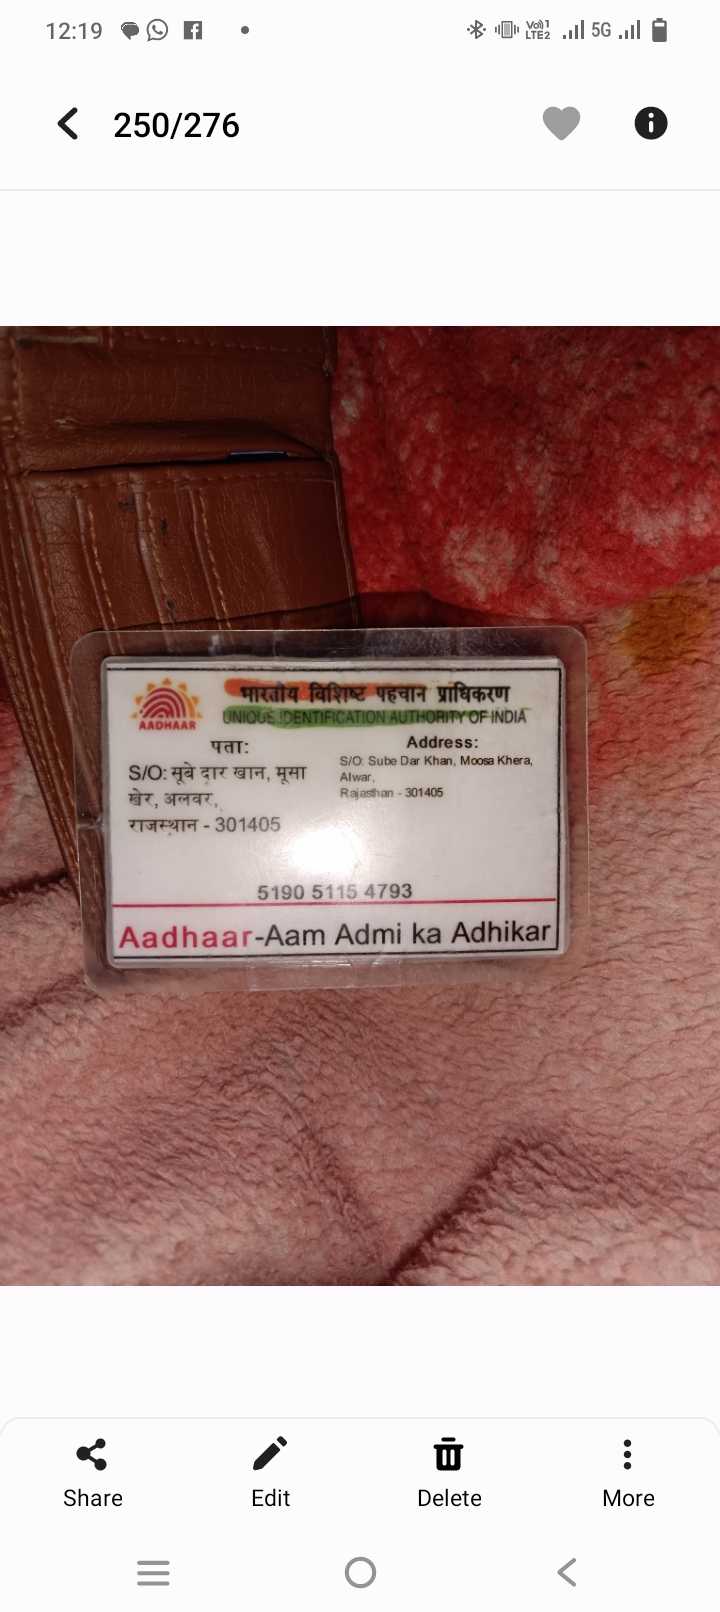 12:19
Vo)) 1
LTE2
5G
250/276
भारतीय विशिष्ट पहचान प्राधिकरण
UNIQUE IDENTIFICATION AUTHORITY OF INDIA
AADHAAR
पता:
S/O: सूबे दार खान, मूसा
खेर, अलवर,
राजस्थान - 301405
Address:
S/O: Sube Dar Khan, Moosa Khera,
Alwar,
Rajasthan - 301405
5190 5115 4793
Aadhaar-Aam Admi ka Adhikar
Share
Edit
Delete
More